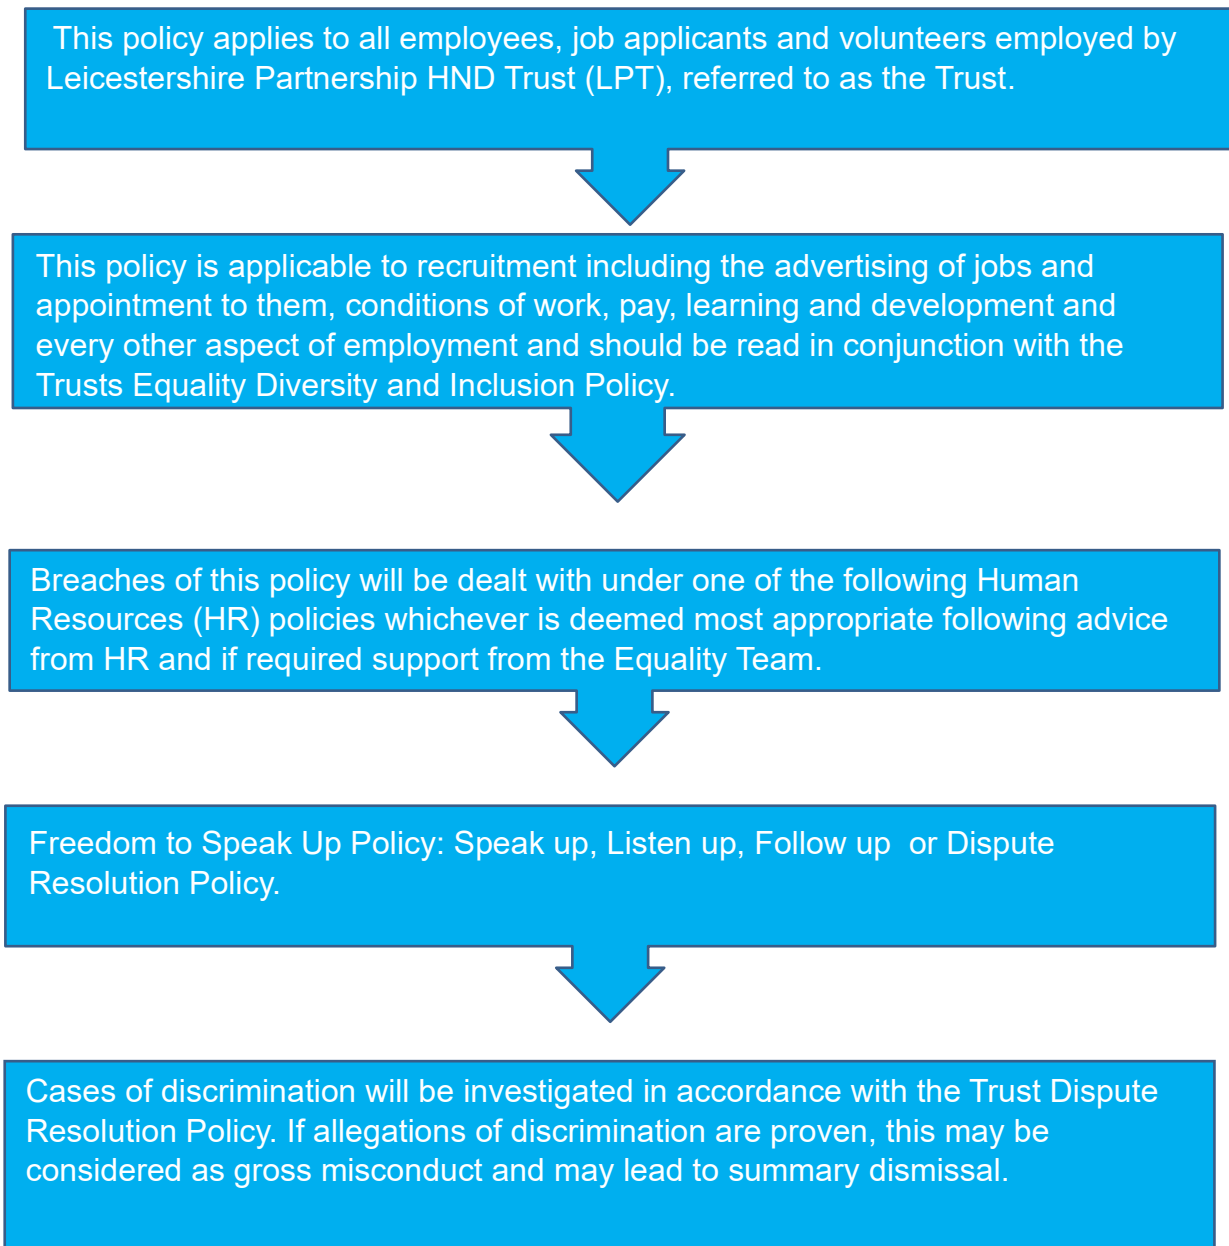 This policy applies to all employees, job applicants and volunteers employed by
Leicestershire Partnership HND Trust (LPT), referred to as the Trust.
This policy is applicable to recruitment including the advertising of jobs and
appointment to them, conditions of work, pay, learning and development and
every other aspect of employment and should be read in conjunction with the
Trusts Equality Diversity and Inclusion Policy.
Breaches of this policy will be dealt with under one of the following Human
Resources (HR) policies whichever is deemed most appropriate following advice
from HR and if required support from the Equality Team.
Freedom to Speak Up Policy: Speak up, Listen up, Follow up or Dispute
Resolution Policy.
Cases of discrimination will be investigated in accordance with the Trust Dispute
Resolution Policy. If allegations of discrimination are proven, this may be
considered as gross misconduct and may lead to summary dismissal.